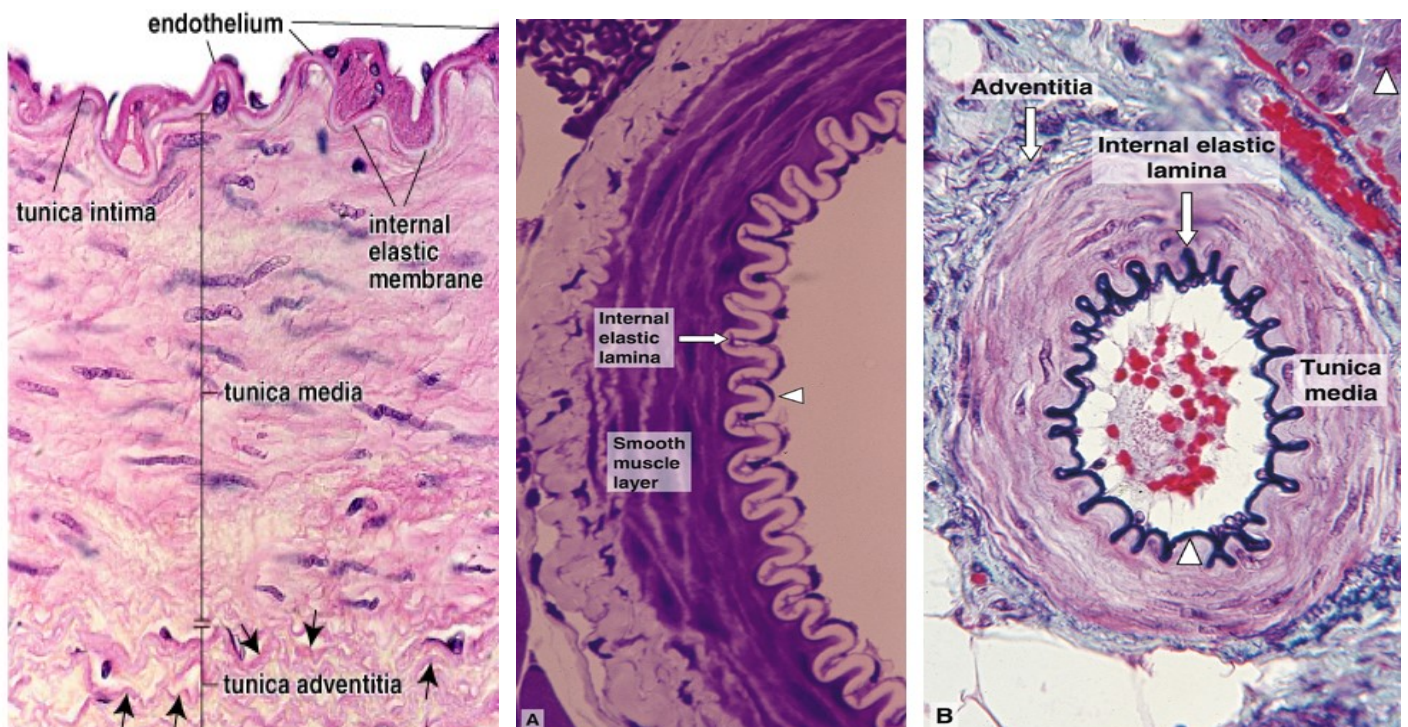 endothelium
tunica intima
internal
elastic
membrane
tunica media
tunica adventitia
Internal
elastic
lamina
Smooth
muscle
layer
A
Adventitia
Internal elastic
lamina
Tunica
media
B